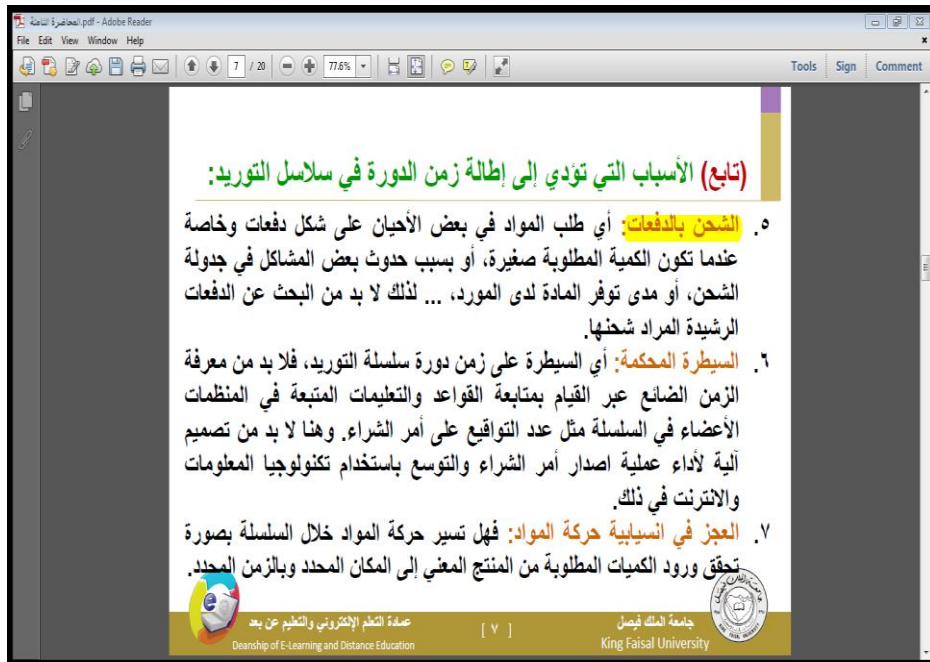 المحاضرة الثامنة.pdf - Adobe Reader
File Edit View Window Help
7 / 20 77.6% Tools Sign Comment
(تابع) الأسباب التي تؤدي إلى إطالة زمن الدورة في سلاسل التوريد:
٥. الشحن بالدفعات: أي طلب المواد في بعض الأحيان على شكل دفعات وخاصة
عندما تكون الكمية المطلوبة صغيرة، أو بسبب حدوث بعض المشاكل في جدولة
الشحن، أو مدى توفر المادة لدى المورد، ... لذلك لا بد من البحث عن الدفعات
الرشيدة المراد شحنها.
٦. السيطرة المحكمة: أي السيطرة على زمن دورة سلسلة التوريد، فلا بد من معرفة
الزمن الضائع عبر القيام بمتابعة القواعد والتعليمات المتبعة في المنظمات
الأعضاء في السلسلة مثل عدد التواقيع على أمر الشراء. وهنا لا بد من تصميم
آلية لأداء عملية اصدار أمر الشراء والتوسع باستخدام تكنولوجيا المعلومات
والانترنت في ذلك.
٧. العجز في انسيابية حركة المواد: فهل تسير حركة المواد خلال السلسلة بصورة
تحقق ورود الكميات المطلوبة من المنتج المعني إلى المكان المحدد وبالزمن المحدد.
جامعة الملك فيصل [ ٧ ] عمادة التعلم الإلكتروني والتعليم عن بعد
King Faisal University Deanship of E-Learning and Distance Education